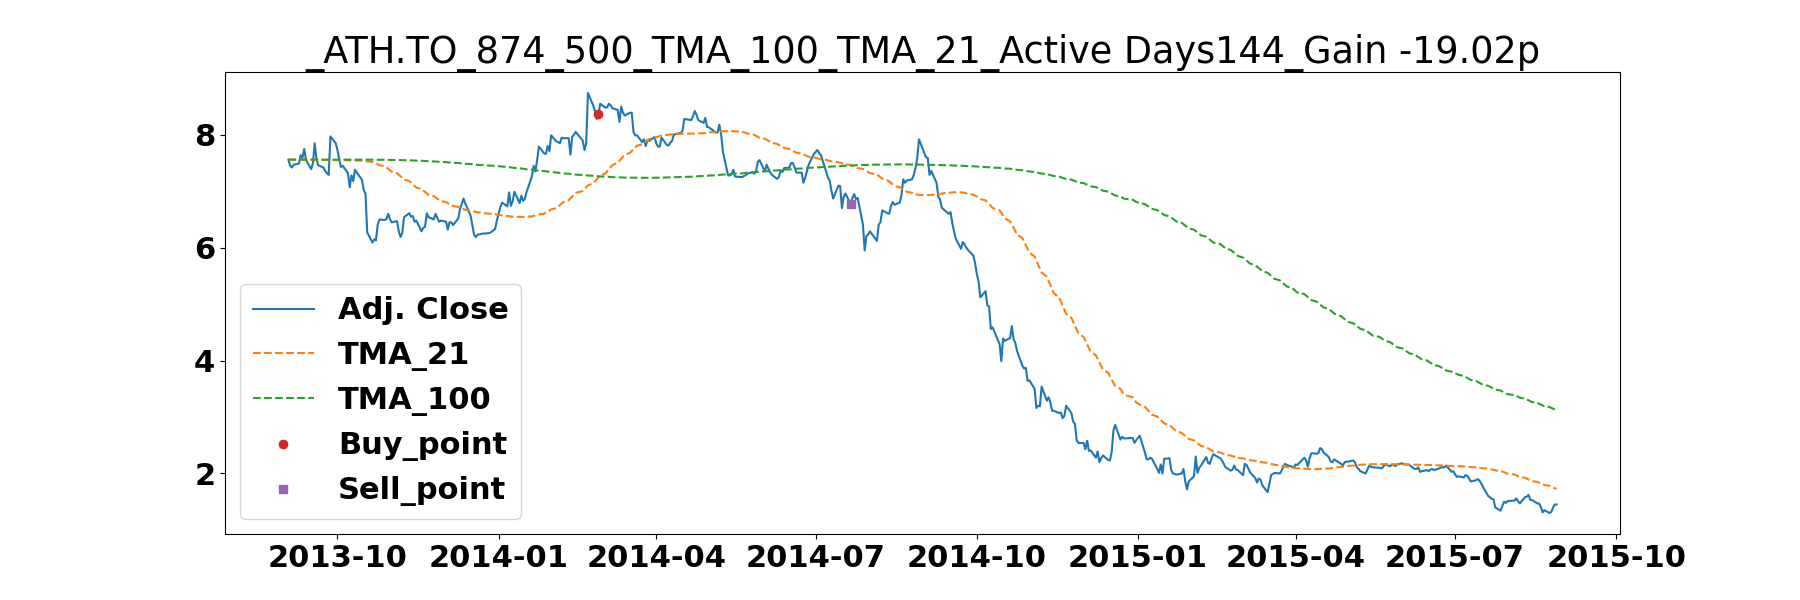 _ATH.TO_874_500_TMA_100_TMA_21_Active Days144_Gain -19.02p
8
6
4
2
Adj. Close
TMA_21
TMA_100
Buy_point
Sell_point
2013-10 2014-01 2014-04 2014-07 2014-10 2015-01 2015-04 2015-07 2015-10